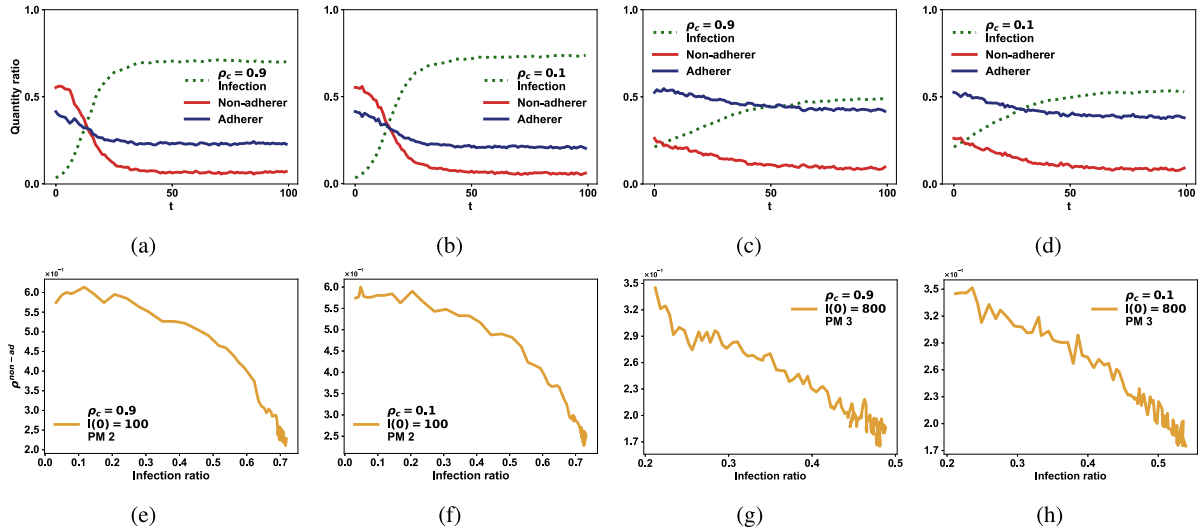 1.0
0.5
0.0
Quantity ratio
0
50
100
t
ρc = 0.9
Infection
Non-adherer
Adherer
(a)
1.0
0.5
0.0
0
50
100
t
ρc = 0.1
Infection
Non-adherer
Adherer
(b)
1.0
0.5
0.0
0
50
100
t
ρc = 0.9
Infection
Non-adherer
Adherer
(c)
1.0
0.5
0.0
0
50
100
t
ρc = 0.1
Infection
Non-adherer
Adherer
(d)
×10⁻¹
6.0
5.5
5.0
4.5
4.0
3.5
3.0
2.5
2.0
ρnon−ad
0.0 0.1 0.2 0.3 0.4 0.5 0.6 0.7
Infection ratio
ρc = 0.9
I(0) = 100
PM 2
(e)
×10⁻¹
6.0
5.5
5.0
4.5
4.0
3.5
3.0
2.5
0.0 0.1 0.2 0.3 0.4 0.5 0.6 0.7
Infection ratio
ρc = 0.1
I(0) = 100
PM 2
(f)
×10⁻¹
3.5
3.2
2.9
2.6
2.3
2.0
1.7
0.2 0.3 0.4 0.5
Infection ratio
ρc = 0.9
I(0) = 800
PM 3
(g)
×10⁻¹
3.5
3.2
2.9
2.6
2.3
2.0
1.7
0.2 0.3 0.4 0.5
Infection ratio
ρc = 0.1
I(0) = 800
PM 3
(h)